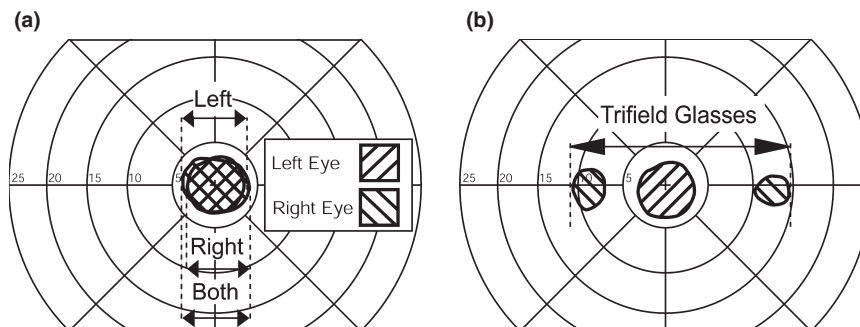 (a)
Left
Left Eye
Right Eye
25
20
15
10
5
Right
Both
(b)
Trifield Glasses
25
20
15
10
5